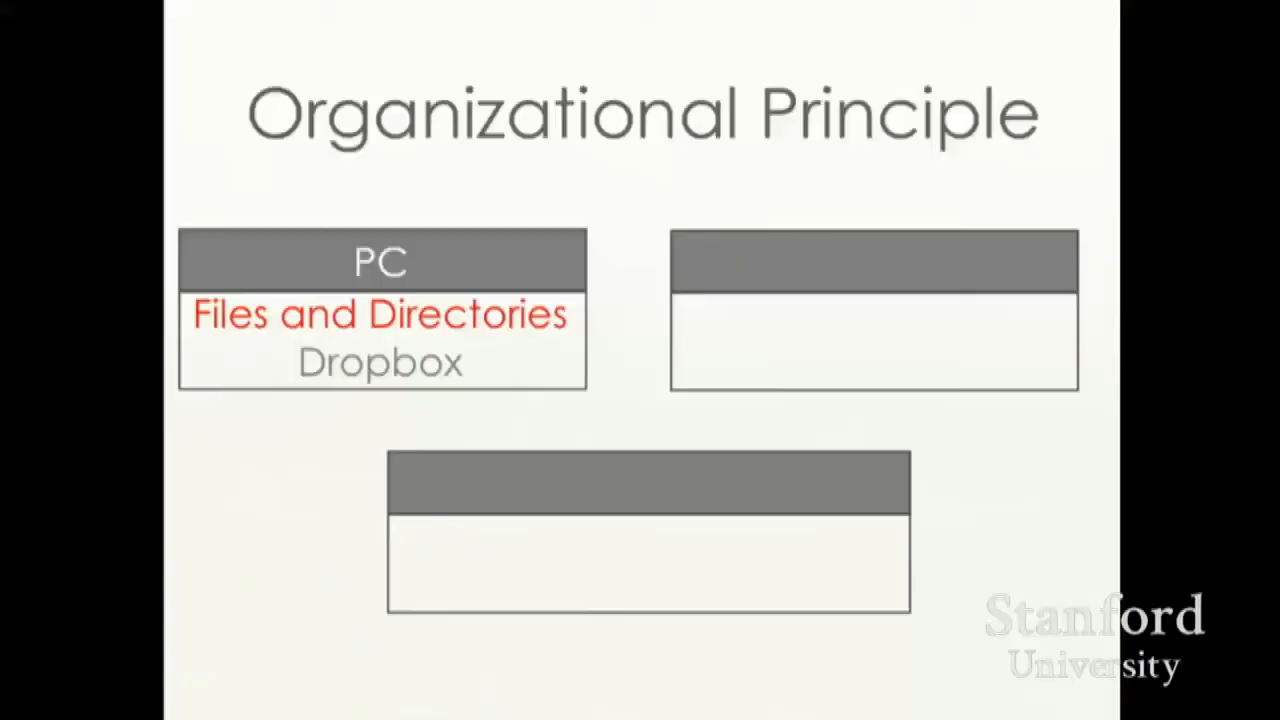 Organizational Principle
PC
Files and Directories
Dropbox
Stanford
University